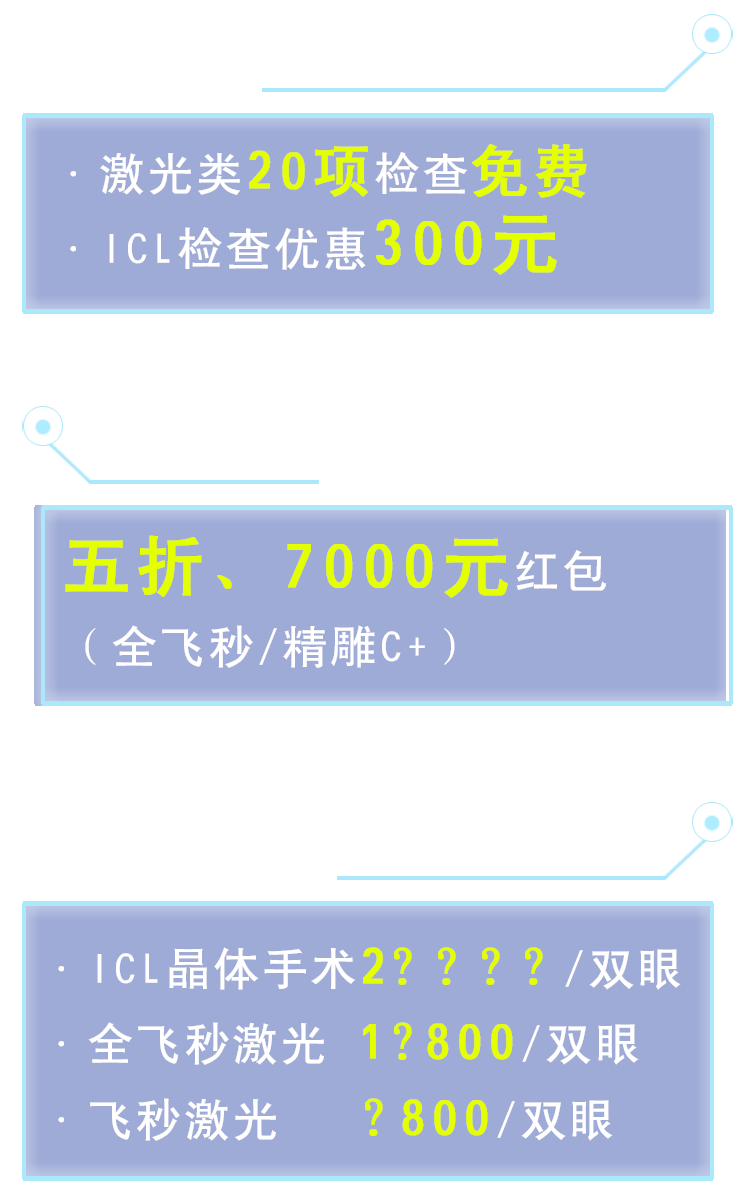 · 激光类20项检查免费
· ICL检查优惠300元
五折、7000元红包
（全飞秒/精雕C+）
· ICL晶体手术2????/双眼
· 全飞秒激光 1?800/双眼
· 飞秒激光 ?800/双眼